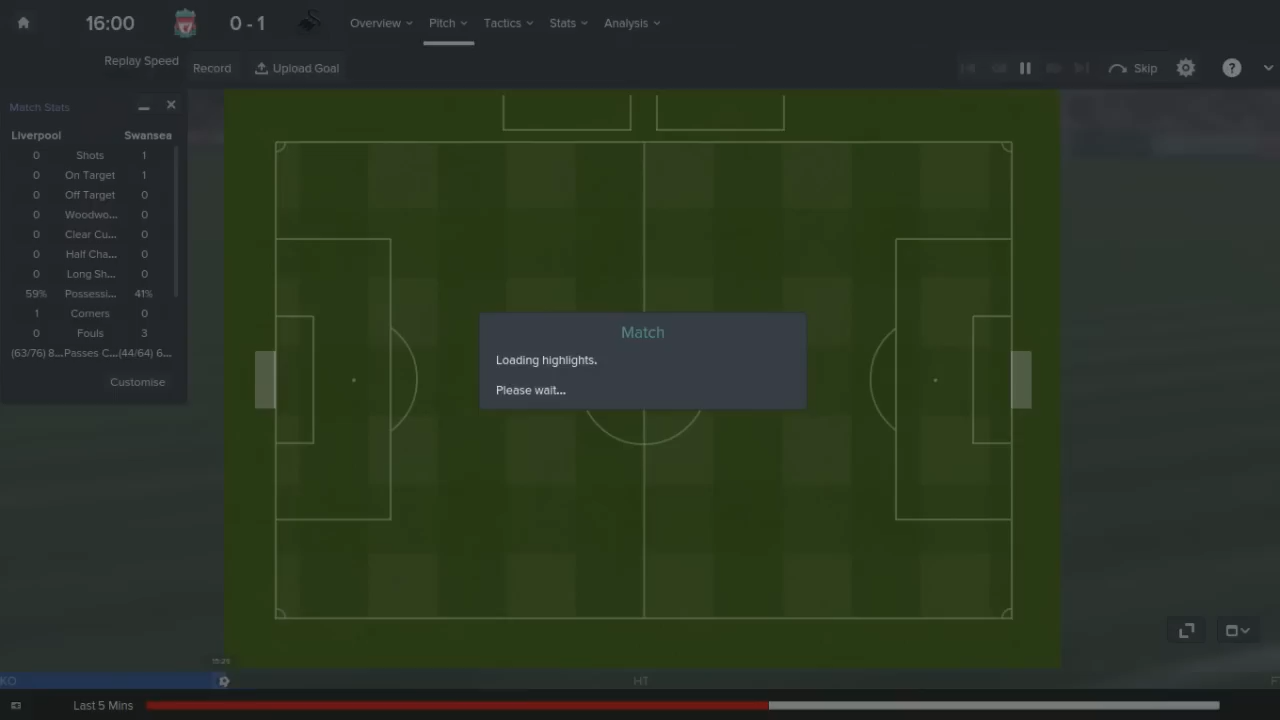 16:00 0 - 1 Overview Pitch Tactics Stats Analysis
Replay Speed Record Upload Goal Skip ?
Match Stats
Liverpool Swansea
0 Shots 1
0 On Target 1
0 Off Target 0
0 Woodwo... 0
0 Clear Cu... 0
0 Half Cha... 0
0 Long Sh... 0
59% Possessi... 41%
1 Corners 0
0 Fouls 3
(63/76) 8... Passes C... (44/64) 6...
Customise
Match
Loading highlights.
Please wait...
KO HT
Last 5 Mins